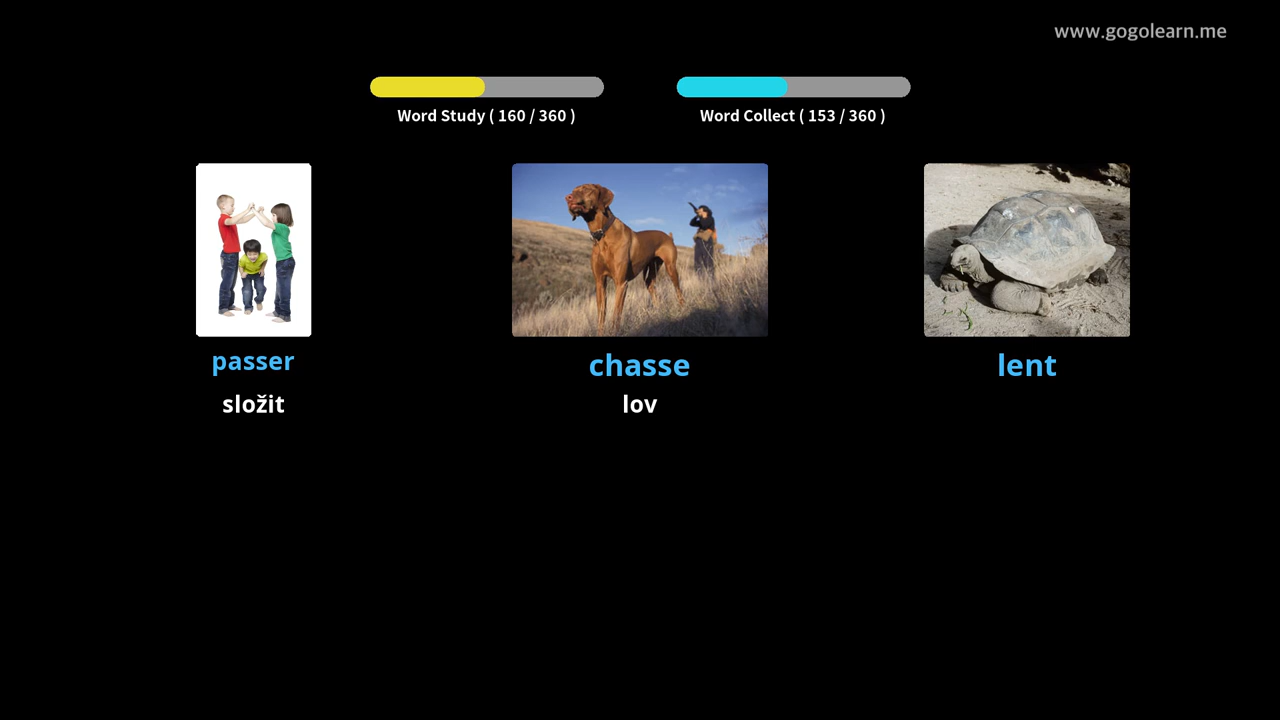 www.gogolearn.me
Word Study ( 160 / 360 )
Word Collect ( 153 / 360 )
passer
chasse
lent
složit
lov